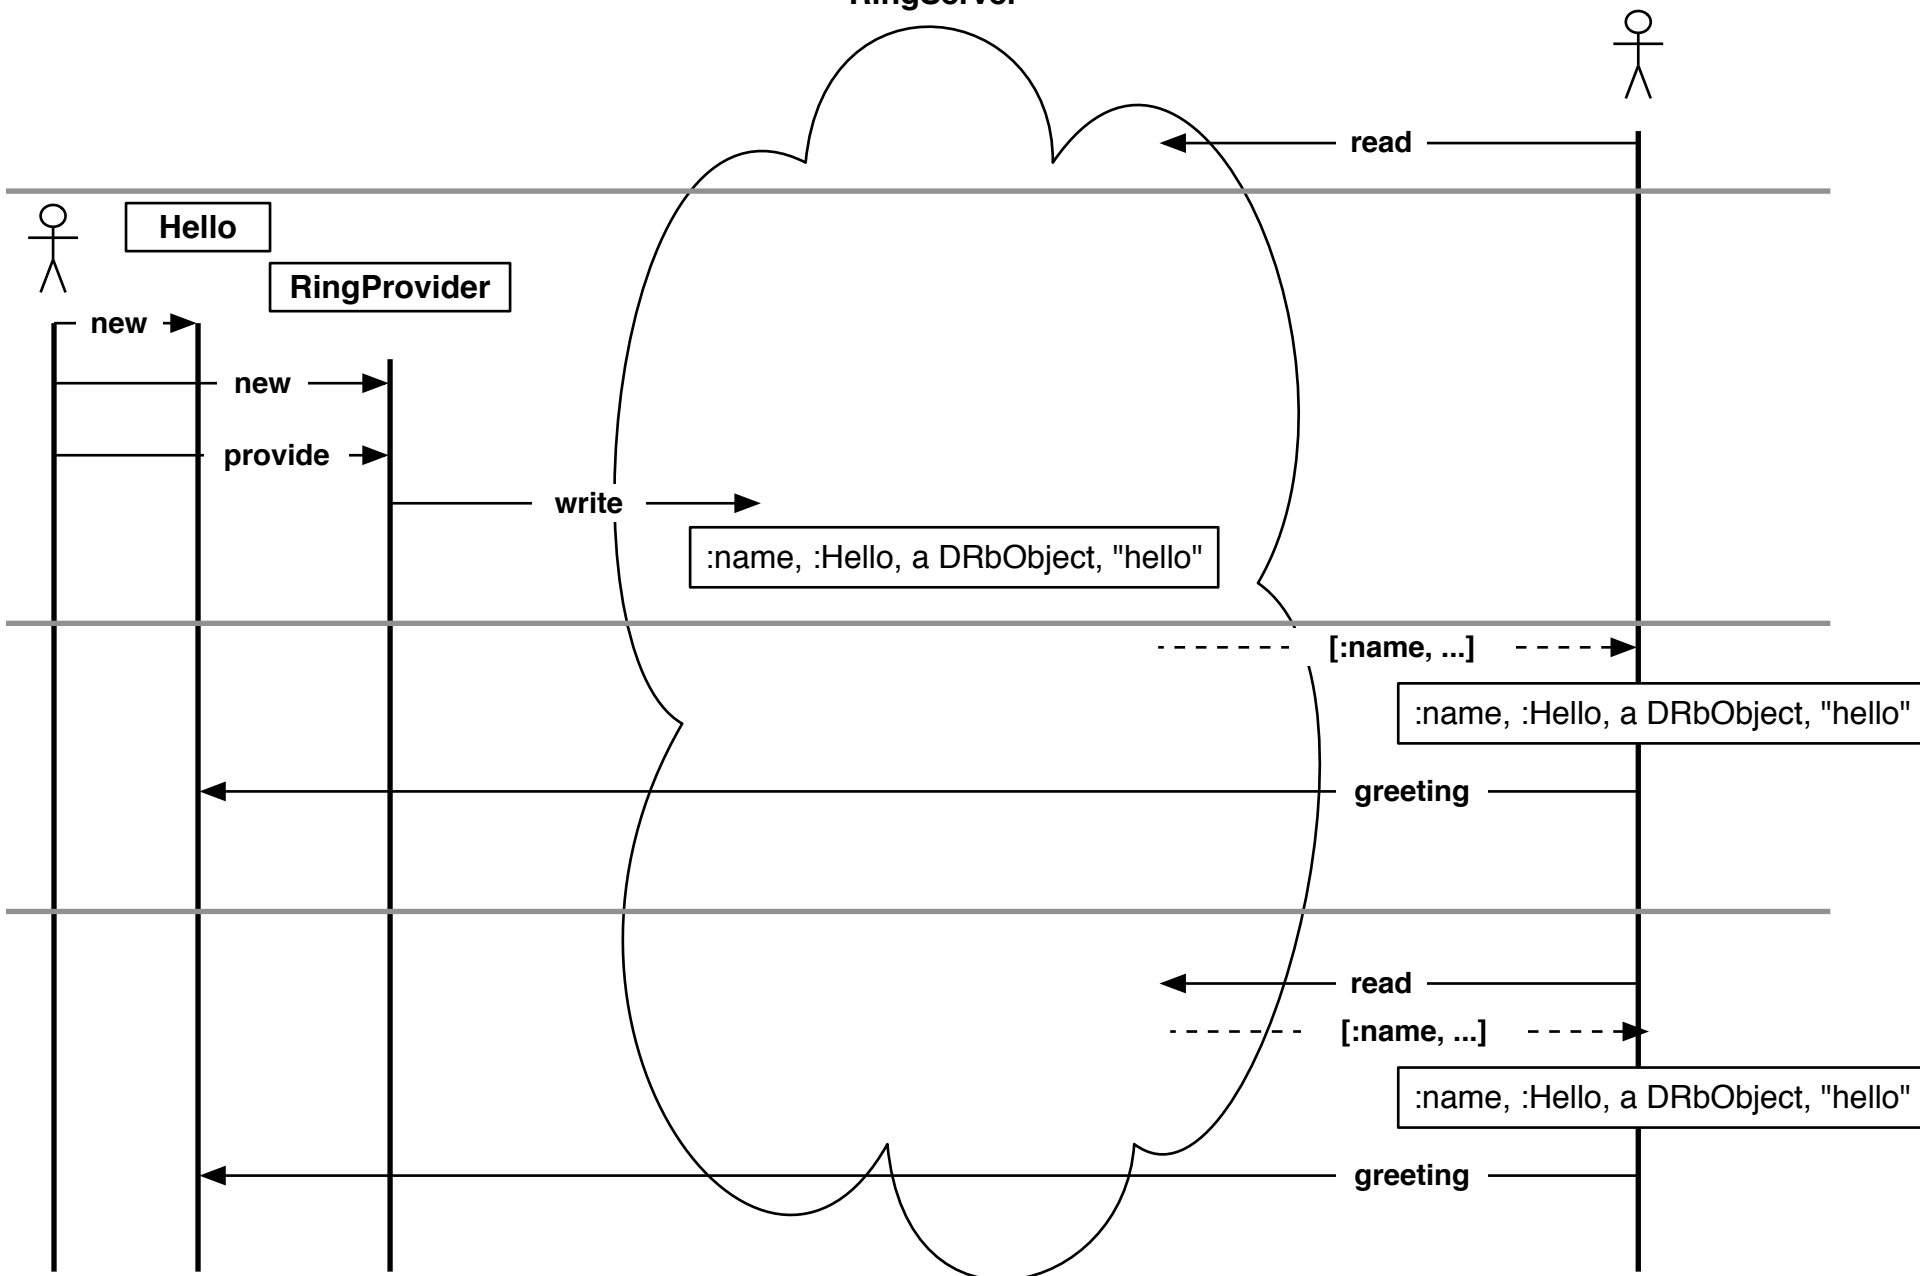 RingServer
read
Hello
RingProvider
new
new
provide
write
:name, :Hello, a DRbObject, "hello"
[:name, ...]
:name, :Hello, a DRbObject, "hello"
greeting
read
[:name, ...]
:name, :Hello, a DRbObject, "hello"
greeting